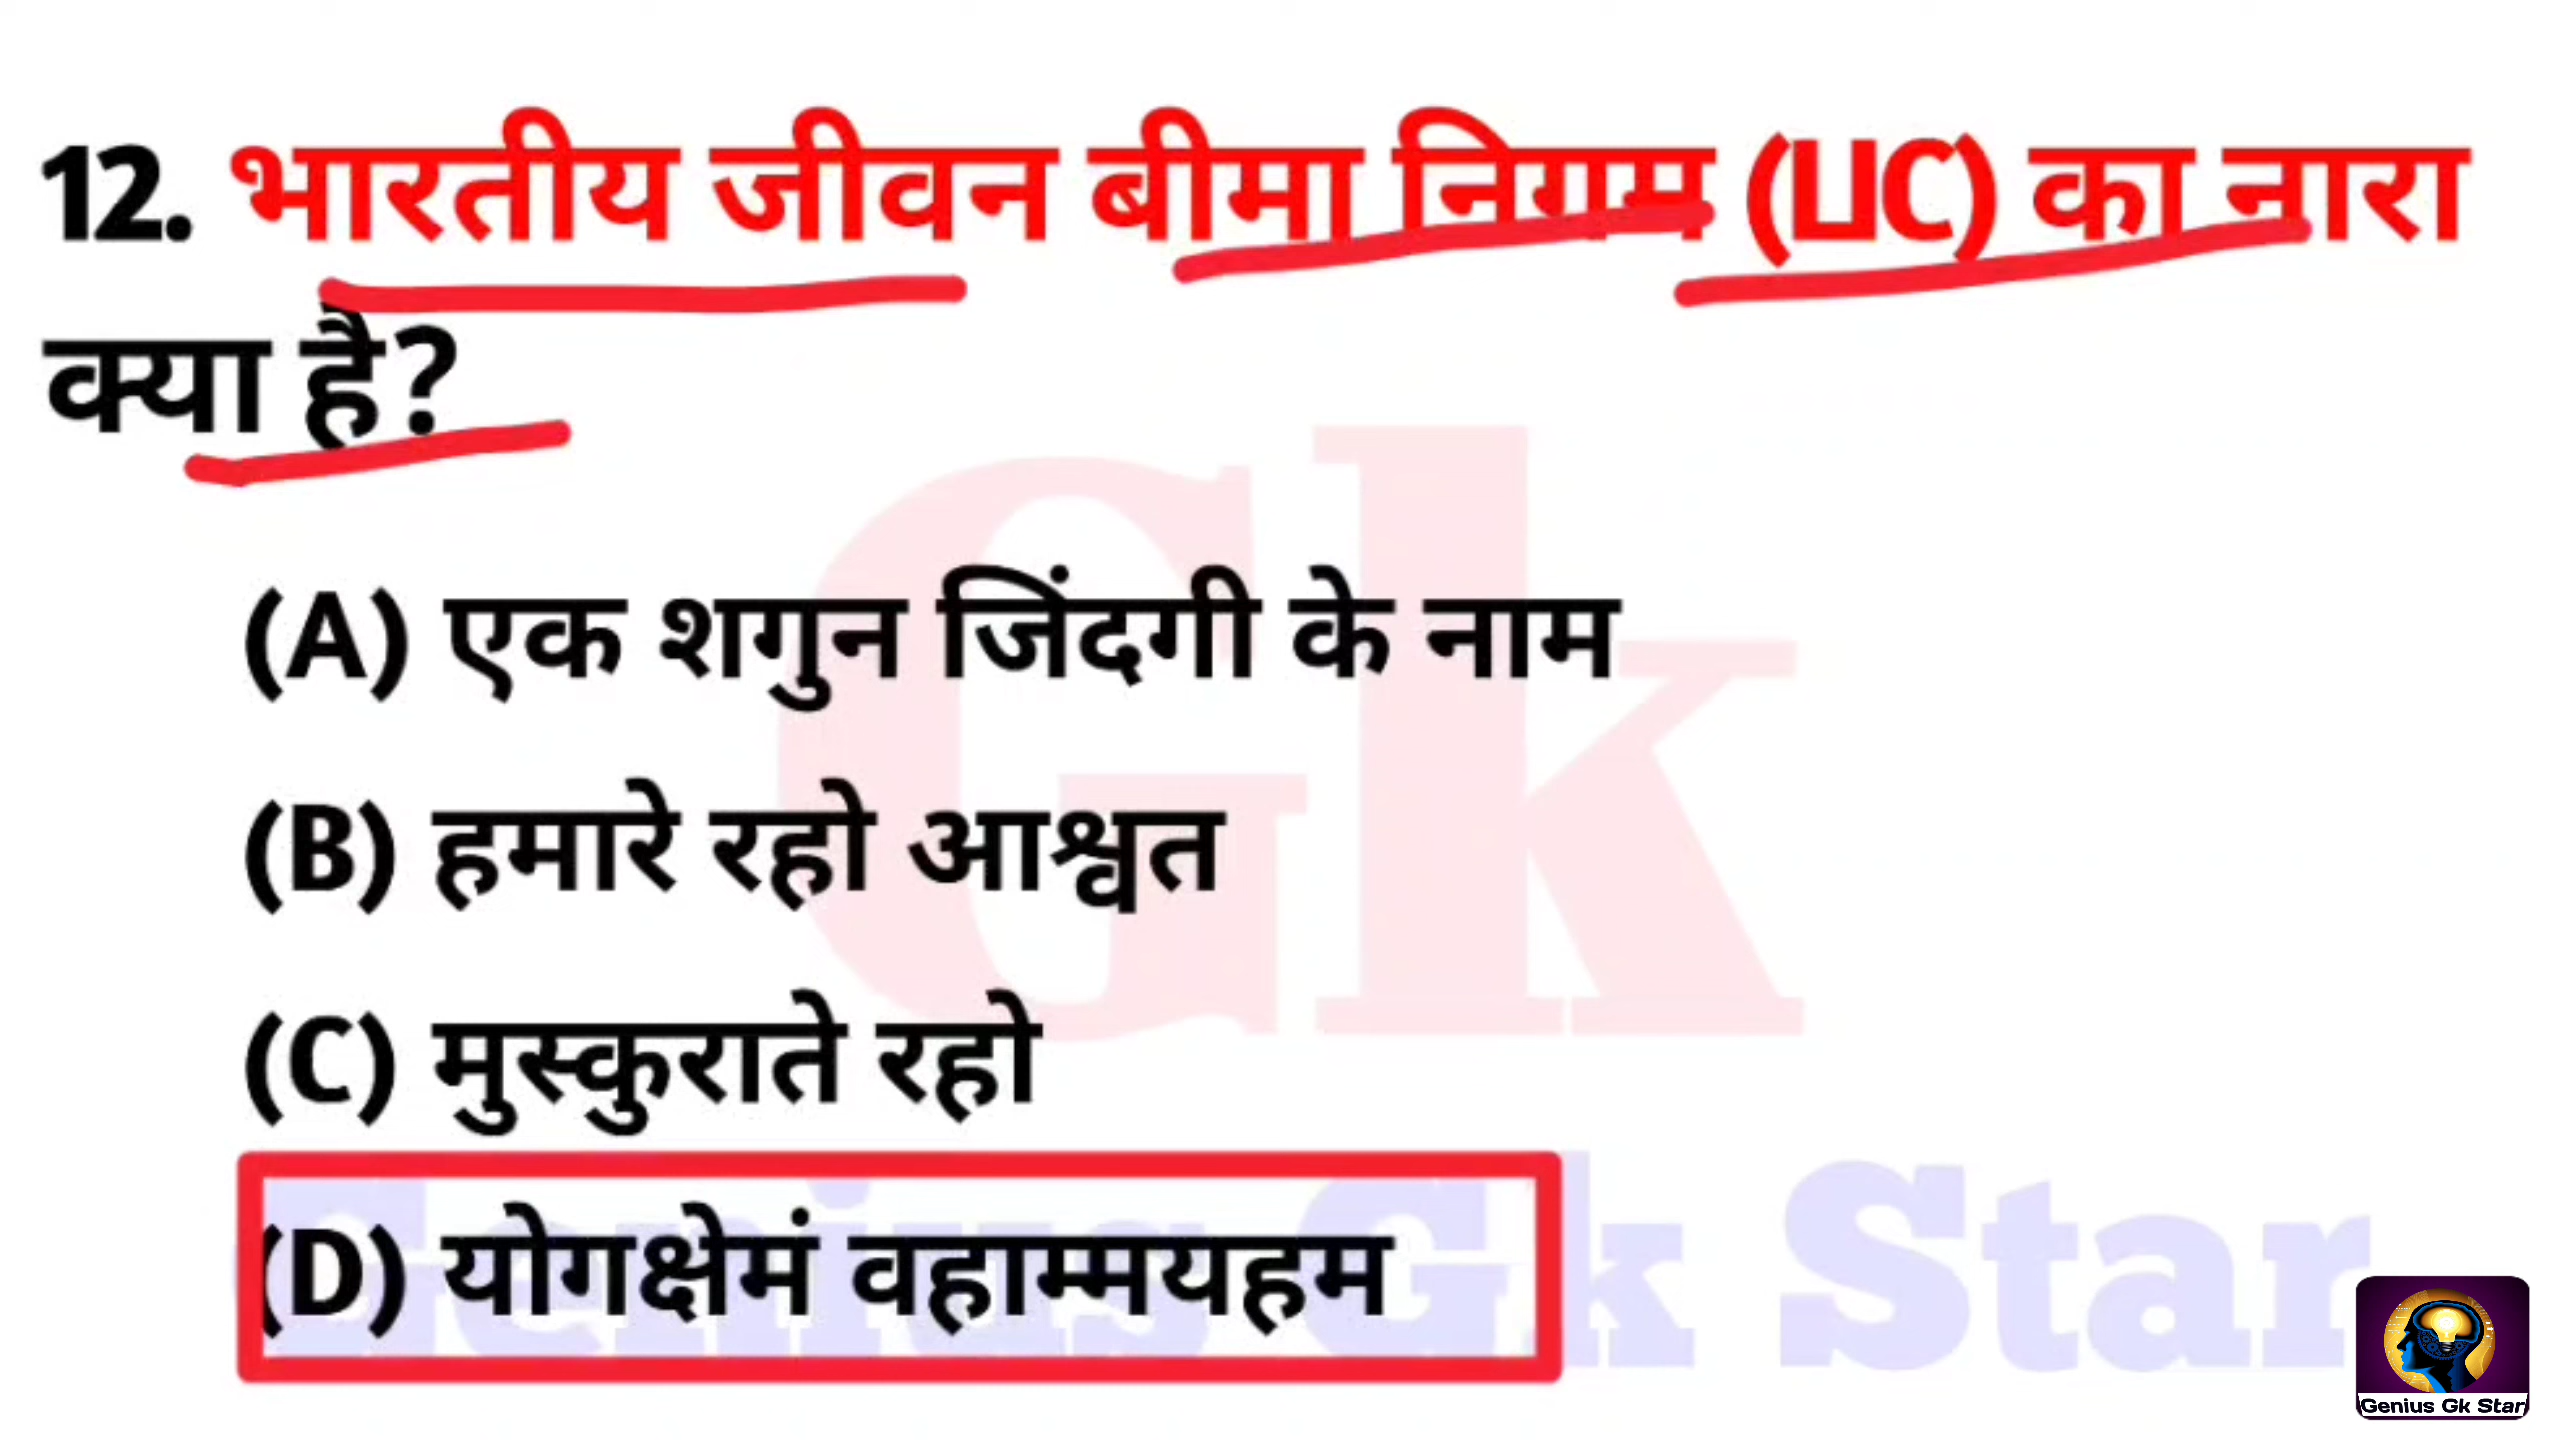 12. भारतीय जीवन बीमा निगम (LIC) का नारा
क्या है?
Gk
(A) एक शगुन जिंदगी के नाम
(B) हमारे रहो आश्वत
(C) मुस्कुराते रहो
(D) योगक्षेमं वहाम्मयहम
Genius Gk Star
Genius Gk Star